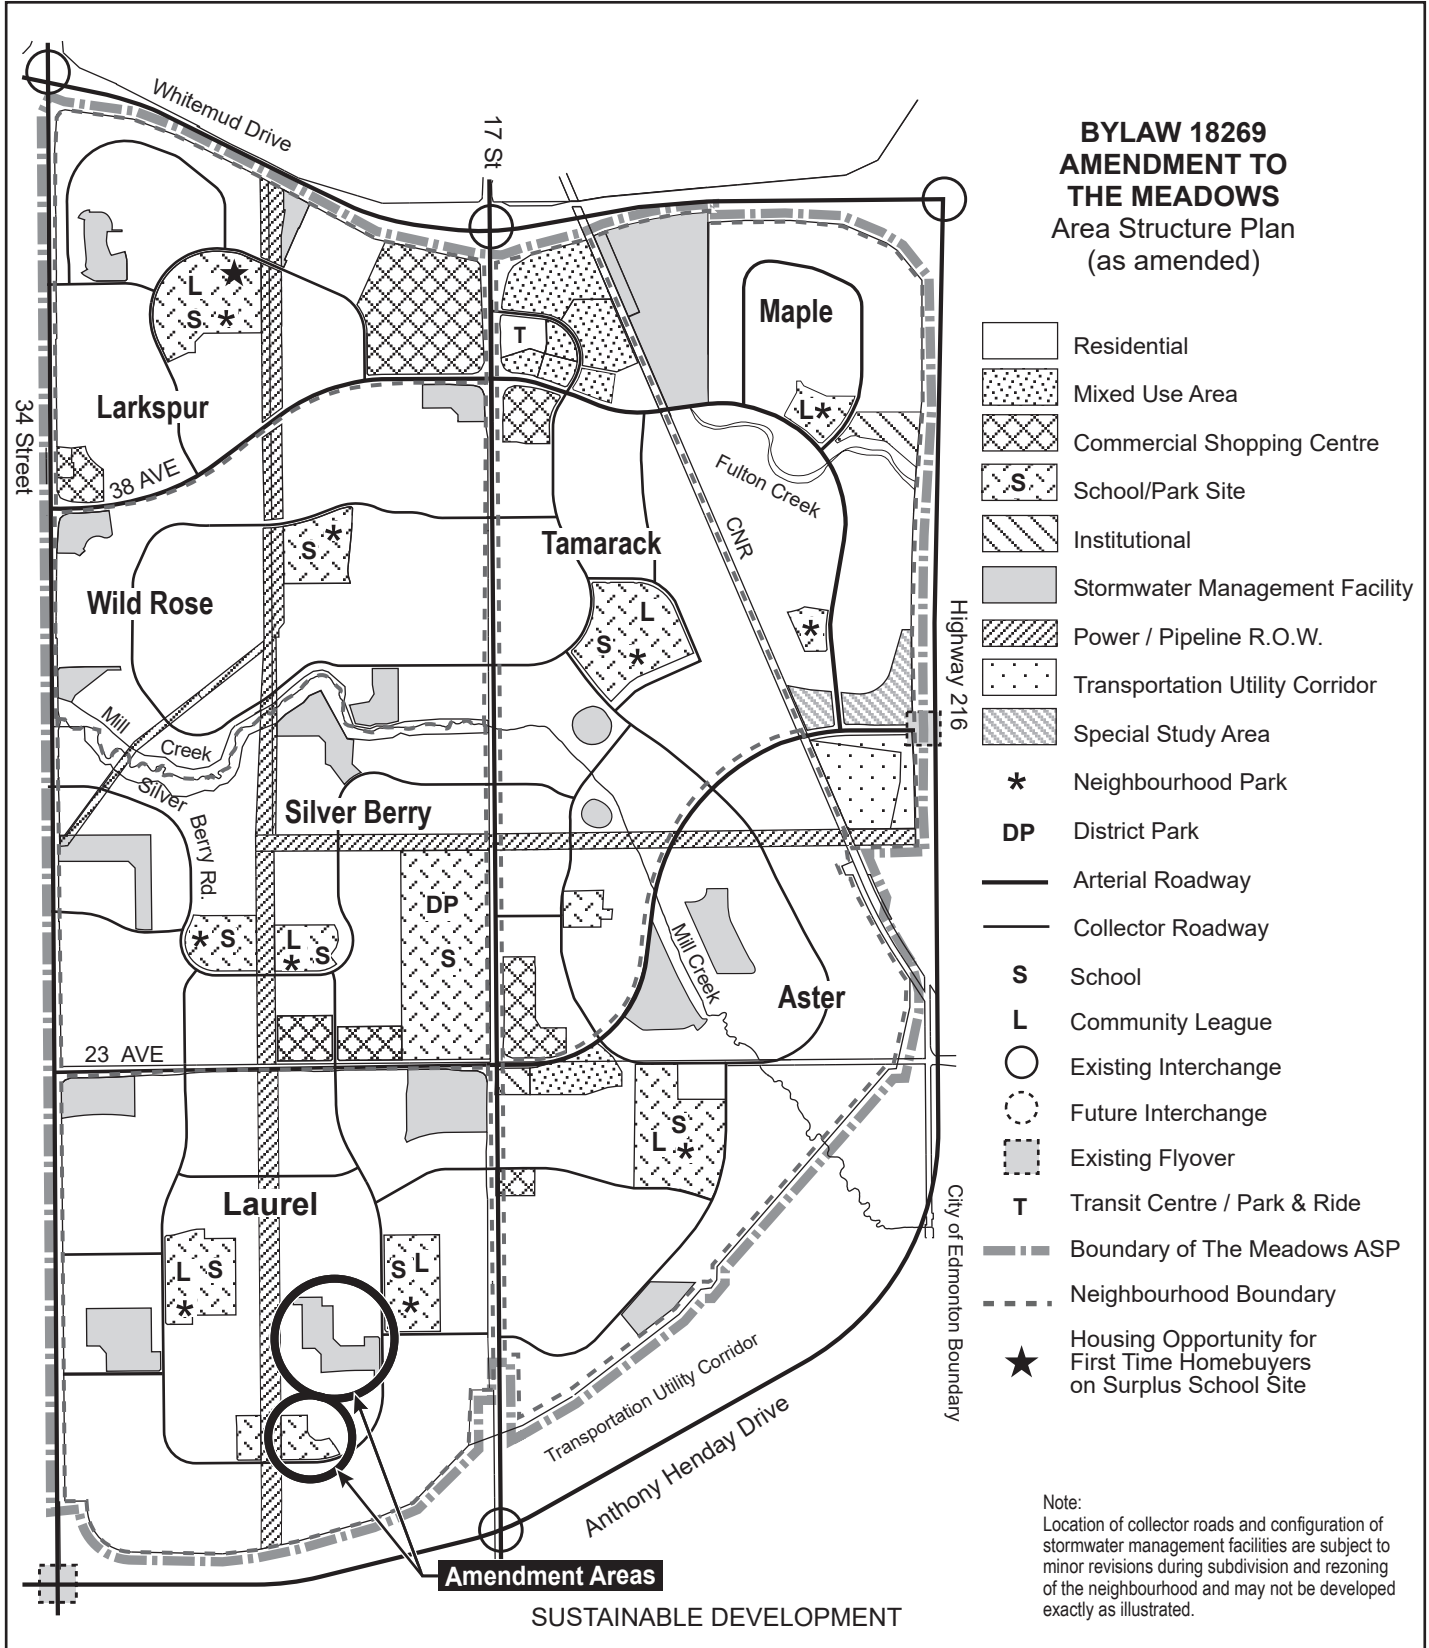 BYLAW 18269
AMENDMENT TO
THE MEADOWS
Area Structure Plan
(as amended)
Whitemud Drive
17 St
34 Street
L
S *
★
Larkspur
38 AVE
T
Maple
L*
Fulton Creek
CNR
S *
Tamarack
Wild Rose
L
S *
*
Highway 216
Mill
Creek
Silver
Berry Rd.
Silver Berry
DP
S
* S
L
* S
Mill Creek
Aster
23 AVE
S
L *
Laurel
L S
*
S L
*
City of Edmonton Boundary
Transportation Utility Corridor
Anthony Henday Drive
Amendment Areas
SUSTAINABLE DEVELOPMENT
Residential
Mixed Use Area
Commercial Shopping Centre
S School/Park Site
Institutional
Stormwater Management Facility
Power / Pipeline R.O.W.
Transportation Utility Corridor
Special Study Area
* Neighbourhood Park
DP District Park
Arterial Roadway
Collector Roadway
S School
L Community League
Existing Interchange
Future Interchange
Existing Flyover
T Transit Centre / Park & Ride
Boundary of The Meadows ASP
Neighbourhood Boundary
★ Housing Opportunity for
First Time Homebuyers
on Surplus School Site
Note:
Location of collector roads and configuration of
stormwater management facilities are subject to
minor revisions during subdivision and rezoning
of the neighbourhood and may not be developed
exactly as illustrated.